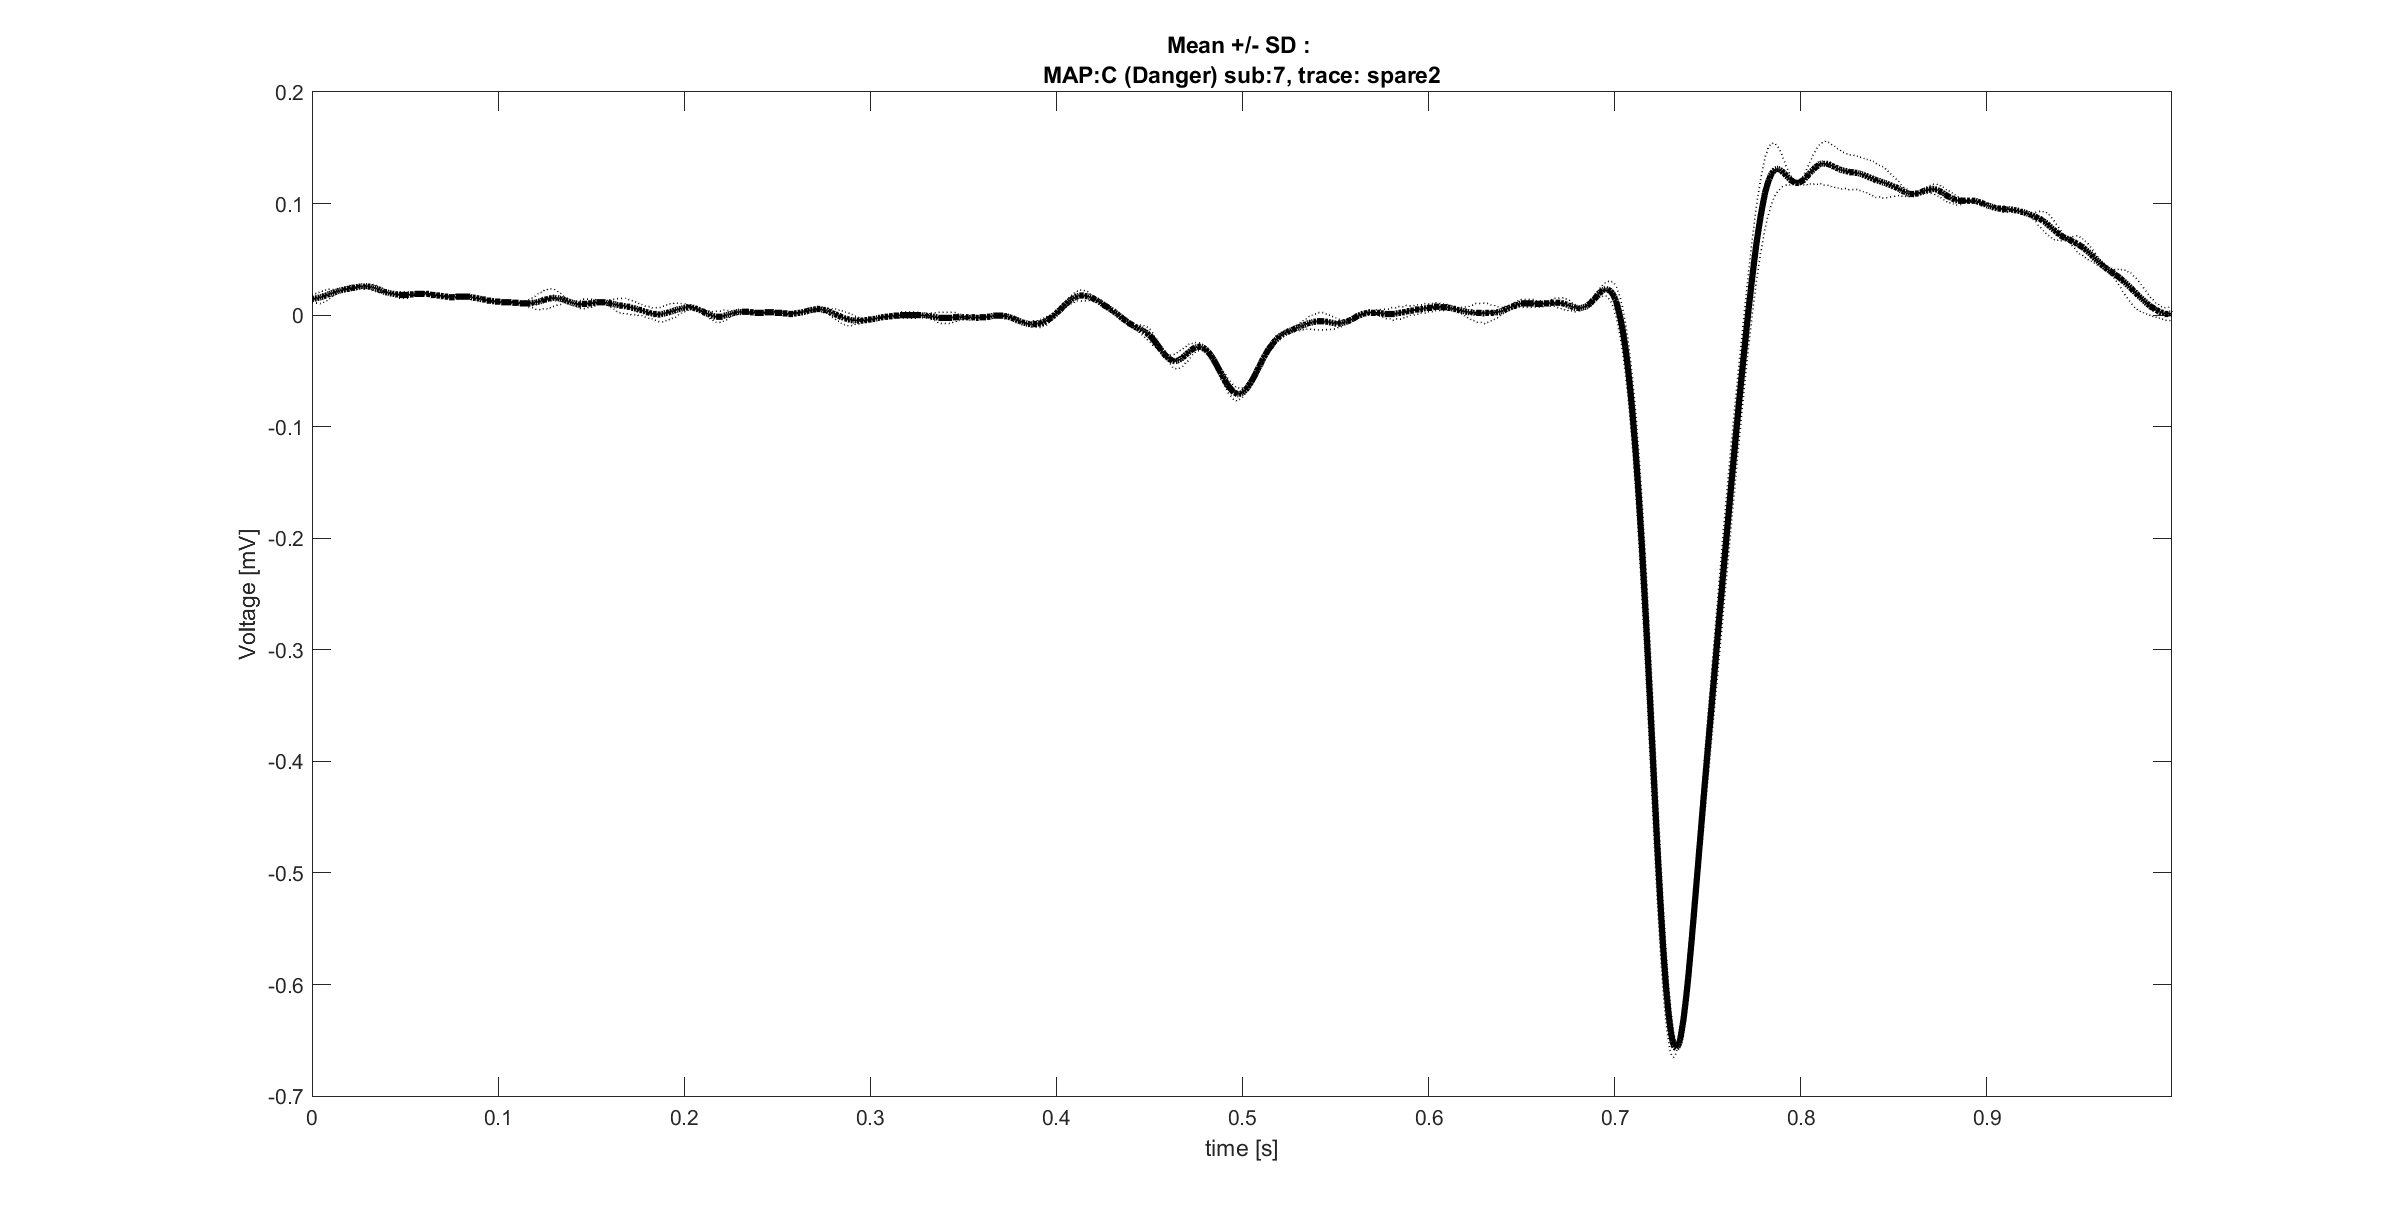 Mean +/- SD :
MAP:C (Danger) sub:7, trace: spare2
0.2
0.1
0
-0.1
-0.2
-0.3
-0.4
-0.5
-0.6
-0.7
Voltage [mV]
0 0.1 0.2 0.3 0.4 0.5 0.6 0.7 0.8 0.9
time [s]